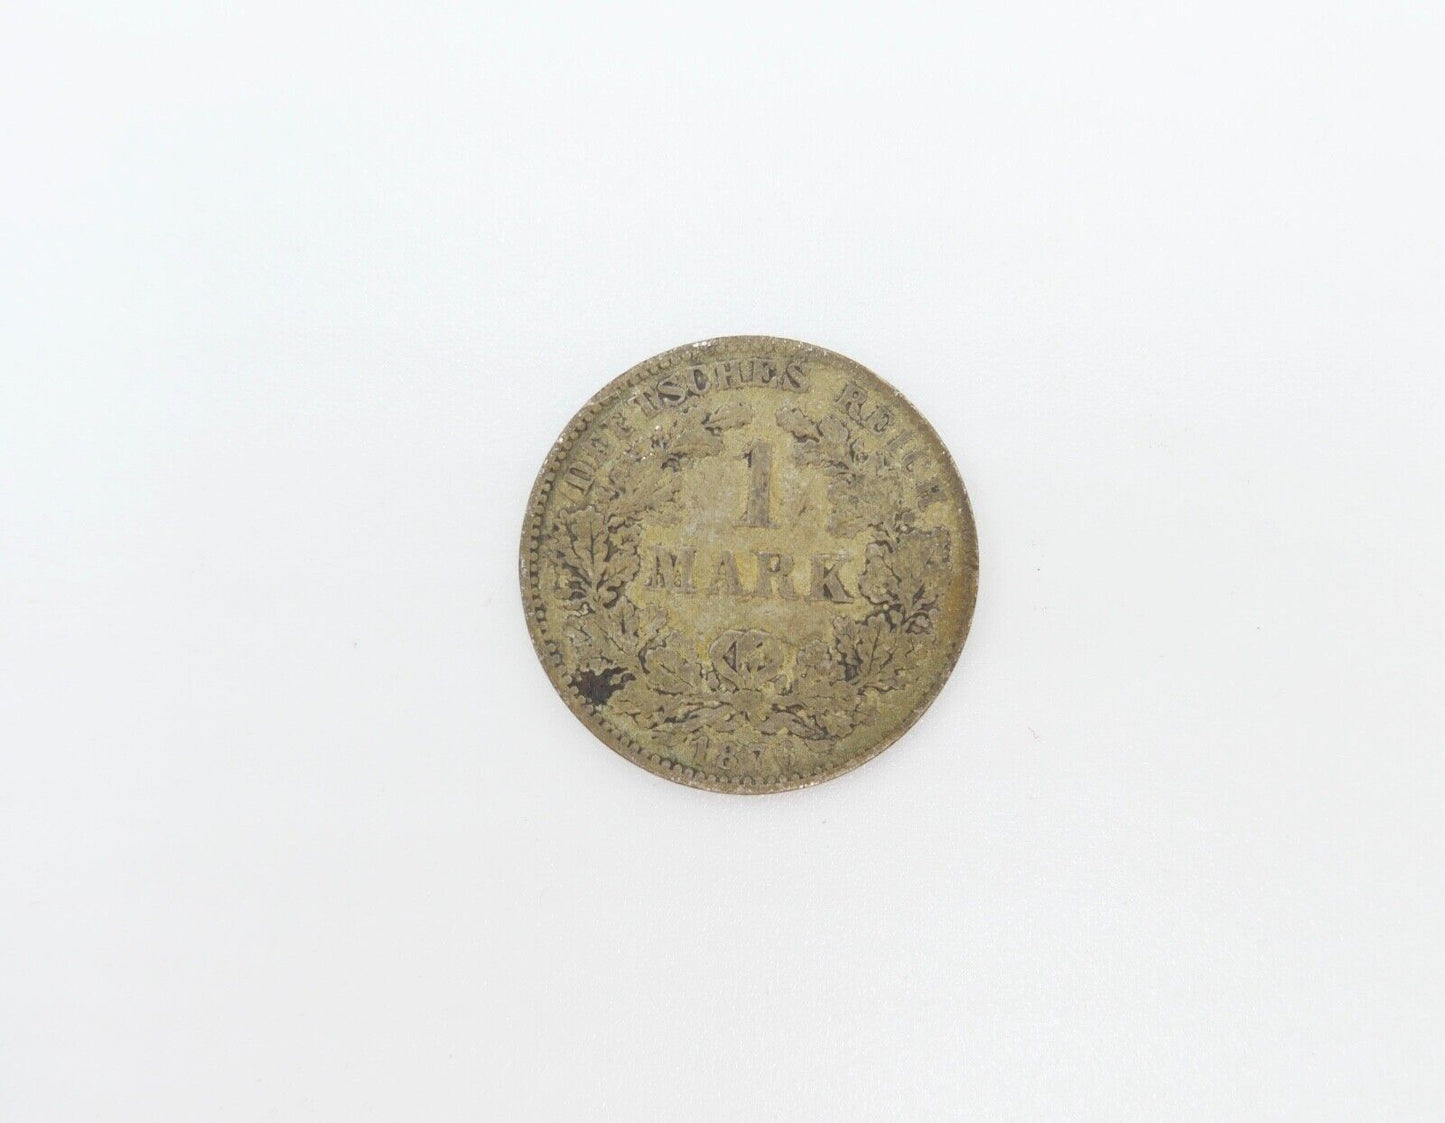 DEUTSCHES REICH
1
MARK